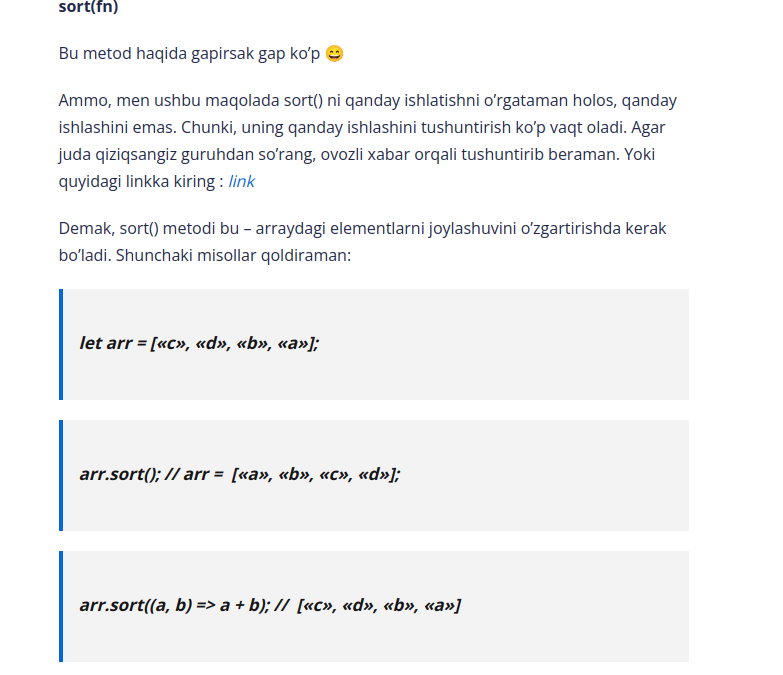 sort(fn)
Bu metod haqida gapirsak gap ko’p 😄
Ammo, men ushbu maqolada sort() ni qanday ishlatishni o’rgataman holos, qanday
ishlashini emas. Chunki, uning qanday ishlashini tushuntirish ko’p vaqt oladi. Agar
juda qiziqsangiz guruhdan so’rang, ovozli xabar orqali tushuntirib beraman. Yoki
quyidagi linkka kiring : link
Demak, sort() metodi bu – arraydagi elementlarni joylashuvini o’zgartirishda kerak
bo’ladi. Shunchaki misollar qoldiraman:
let arr = [«c», «d», «b», «a»];
arr.sort(); // arr =  [«a», «b», «c», «d»];
arr.sort((a, b) => a + b); //  [«c», «d», «b», «a»]